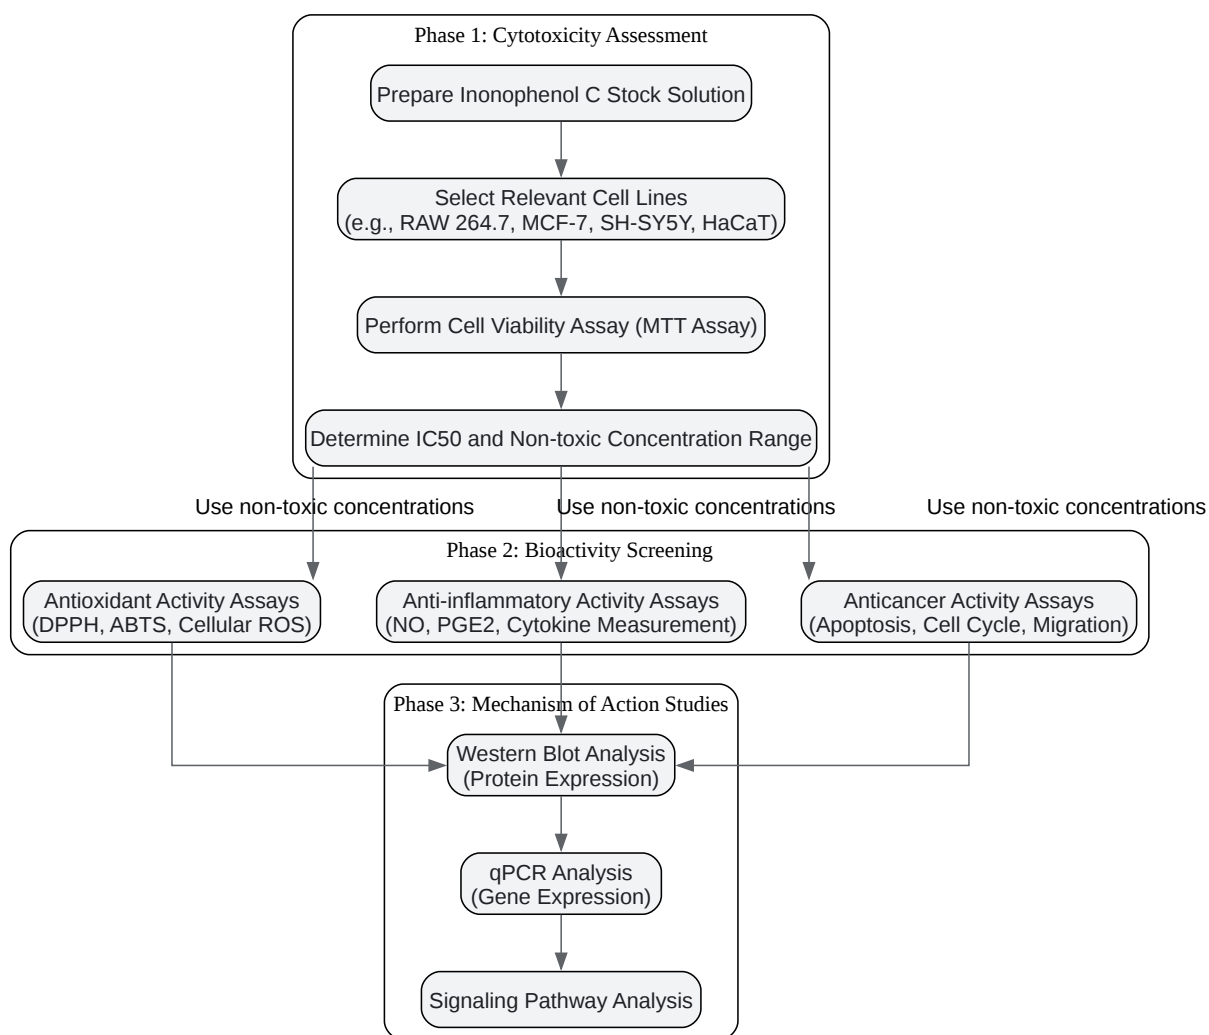 Phase 1: Cytotoxicity Assessment
Prepare Inonophenol C Stock Solution
Select Relevant Cell Lines
(e.g., RAW 264.7, MCF-7, SH-SY5Y, HaCaT)
Perform Cell Viability Assay (MTT Assay)
Determine IC50 and Non-toxic Concentration Range
Use non-toxic concentrations
Use non-toxic concentrations
Use non-toxic concentrations
Phase 2: Bioactivity Screening
Antioxidant Activity Assays
(DPPH, ABTS, Cellular ROS)
Anti-inflammatory Activity Assays
(NO, PGE2, Cytokine Measurement)
Anticancer Activity Assays
(Apoptosis, Cell Cycle, Migration)
Phase 3: Mechanism of Action Studies
Western Blot Analysis
(Protein Expression)
qPCR Analysis
(Gene Expression)
Signaling Pathway Analysis